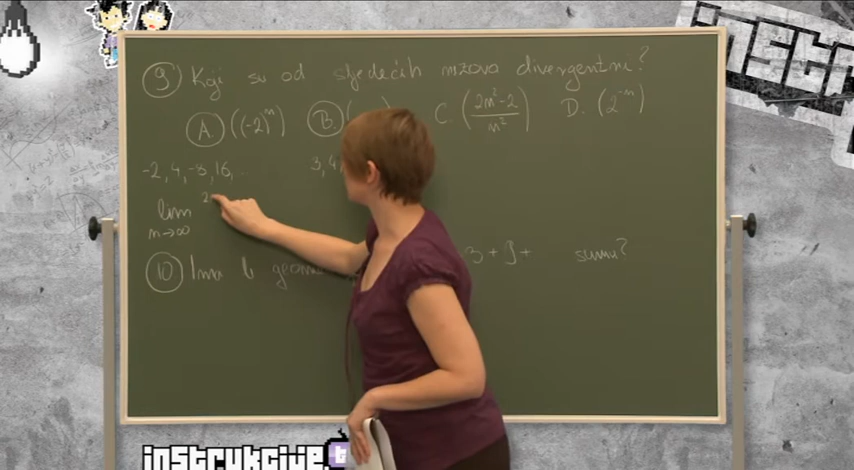 9 Koji su od sljedećih nizova divergentni?
A. ((-2)^n) B. ( C. (2n²-2 / n²) D. (2^-n)
-2, 4, -8, 16, ... 3, 4,
lim 2
n→∞
10 Ima li geom 3 + 9 + sumu?
instrukcije.t